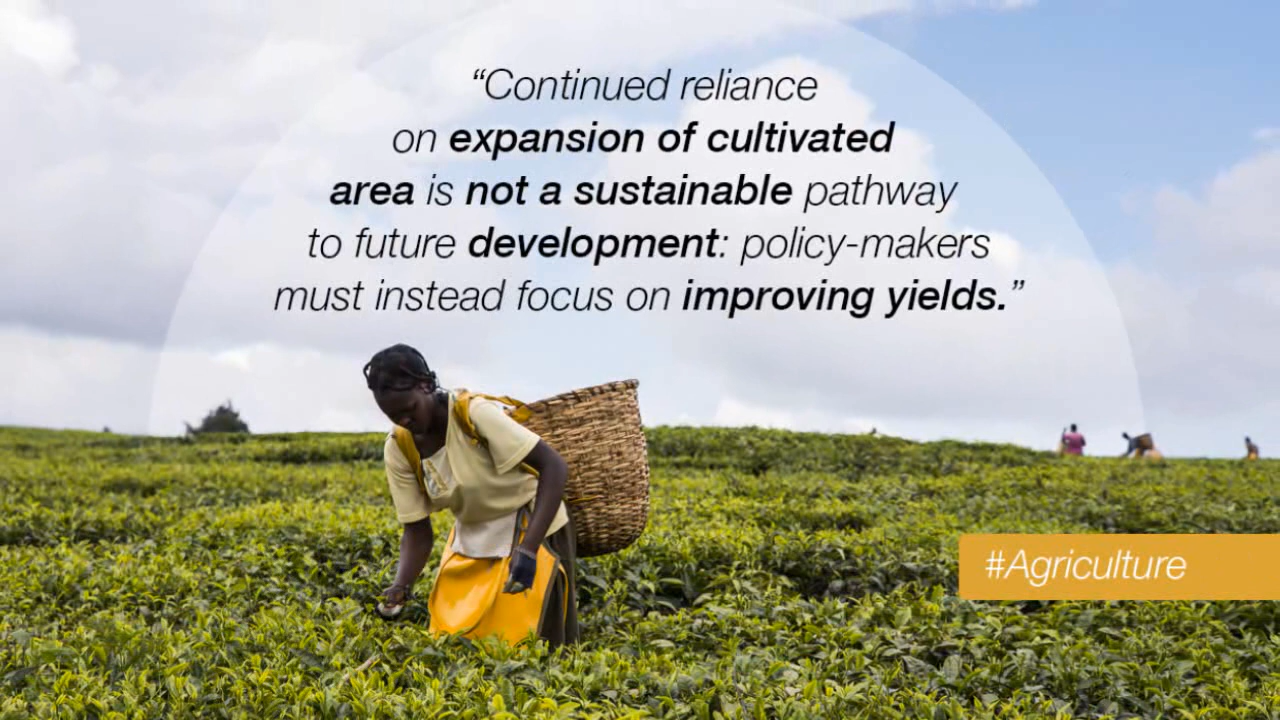 “Continued reliance
on expansion of cultivated
area is not a sustainable pathway
to future development: policy-makers
must instead focus on improving yields.”
#Agriculture